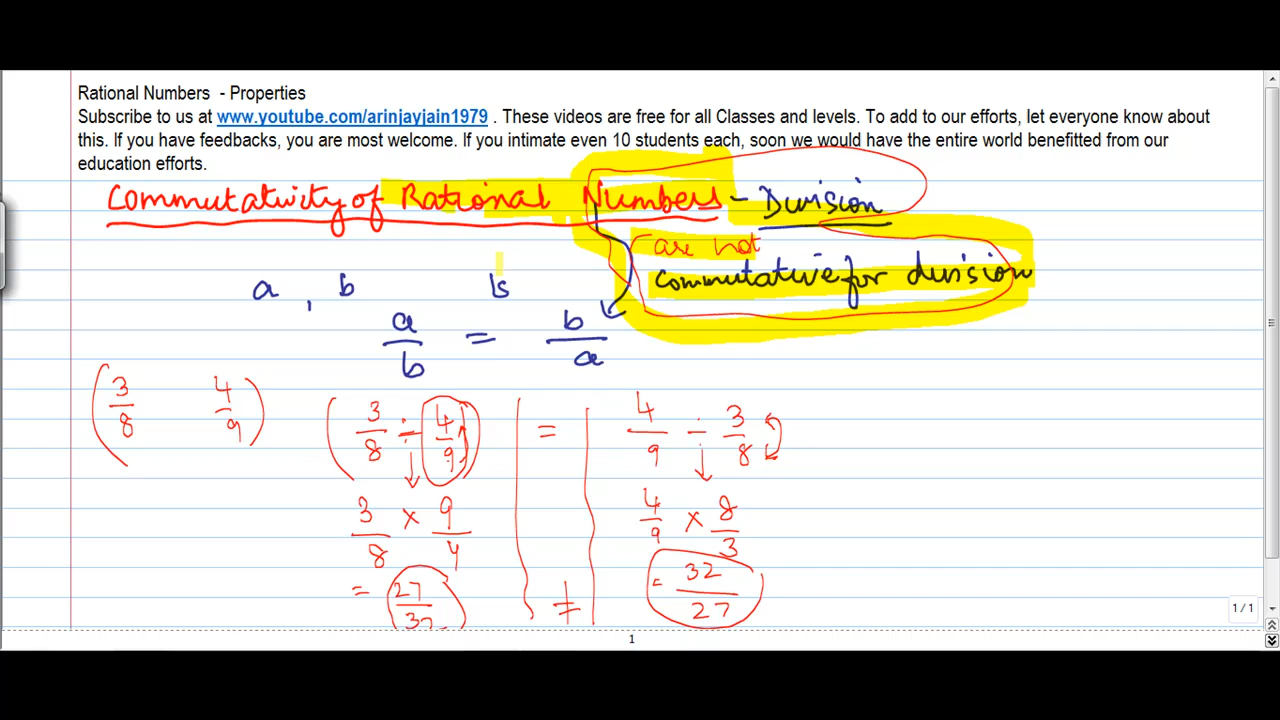 Rational Numbers - Properties
Subscribe to us at www.youtube.com/arinjayjain1979 . These videos are free for all Classes and levels. To add to our efforts, let everyone know about
this. If you have feedbacks, you are most welcome. If you intimate even 10 students each, soon we would have the entire world benefitted from our
education efforts.
Commutativity of Rational Numbers - Division
are not
commutative for division
a , b is
a/b = b/a
(3/8 4/9)
(3/8 ÷ 4/9) = 4/9 ÷ 3/8
3/8 × 9/4 4/9 × 8/3
= 27/32 ≠ = 32/27
1 / 1
1